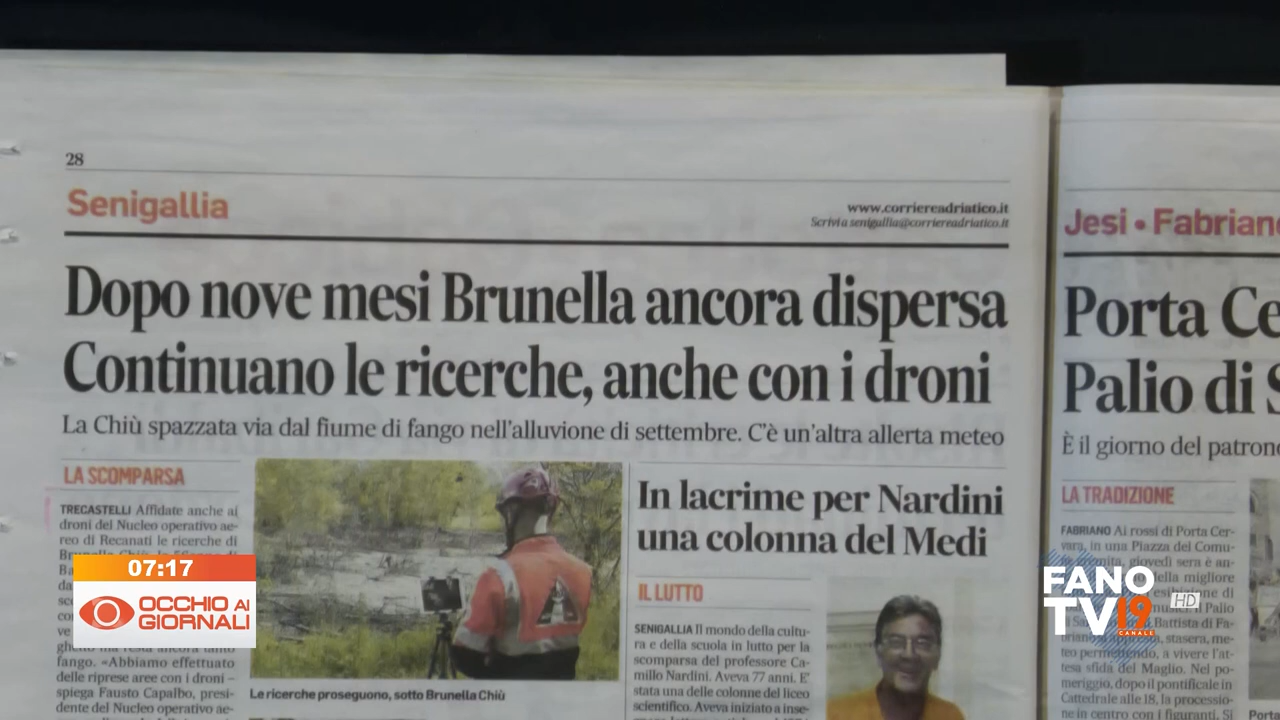 28
Senigallia
www.corriereadriatico.it
Scrivi a senigallia@corriereadriatico.it
Dopo nove mesi Brunella ancora dispersa
Continuano le ricerche, anche con i droni
La Chiù spazzata via dal fiume di fango nell'alluvione di settembre. C'è un'altra allerta meteo
LA SCOMPARSA
TRECASTELLI Affidate anche ai
droni del Nucleo operativo ae-
reo di Recanati le ricerche di
fango. «Abbiamo effettuato
delle riprese aree con i droni –
spiega Fausto Capalbo, presi-
dente del Nucleo operativo ae-
Le ricerche proseguono, sotto Brunella Chiù
In lacrime per Nardini
una colonna del Medi
IL LUTTO
SENIGALLIA Il mondo della cultu-
ra e della scuola in lutto per la
scomparsa del professore Ca-
millo Nardini. Aveva 77 anni. E'
stata una delle colonne del liceo
scientifico. Aveva iniziato a inse-
Jesi • Fabriano
Porta Ce
Palio di S
È il giorno del patrono
LA TRADIZIONE
FABRIANO Ai rossi di Porta Cer-
vara, in una Piazza del Comu-
giovedì sera è an-
della migliore
Palio
Battista di Fa-
stasera, me-
teo permettendo, a vivere l'at-
tesa sfida del Maglio. Nel po-
meriggio, dopo il pontificale in
Cattedrale alle 18, la processio-
ne in centro con i figuranti. Si
Porta
07:17
OCCHIO AI
GIORNALI
FANO
TV19
CANALE
HD